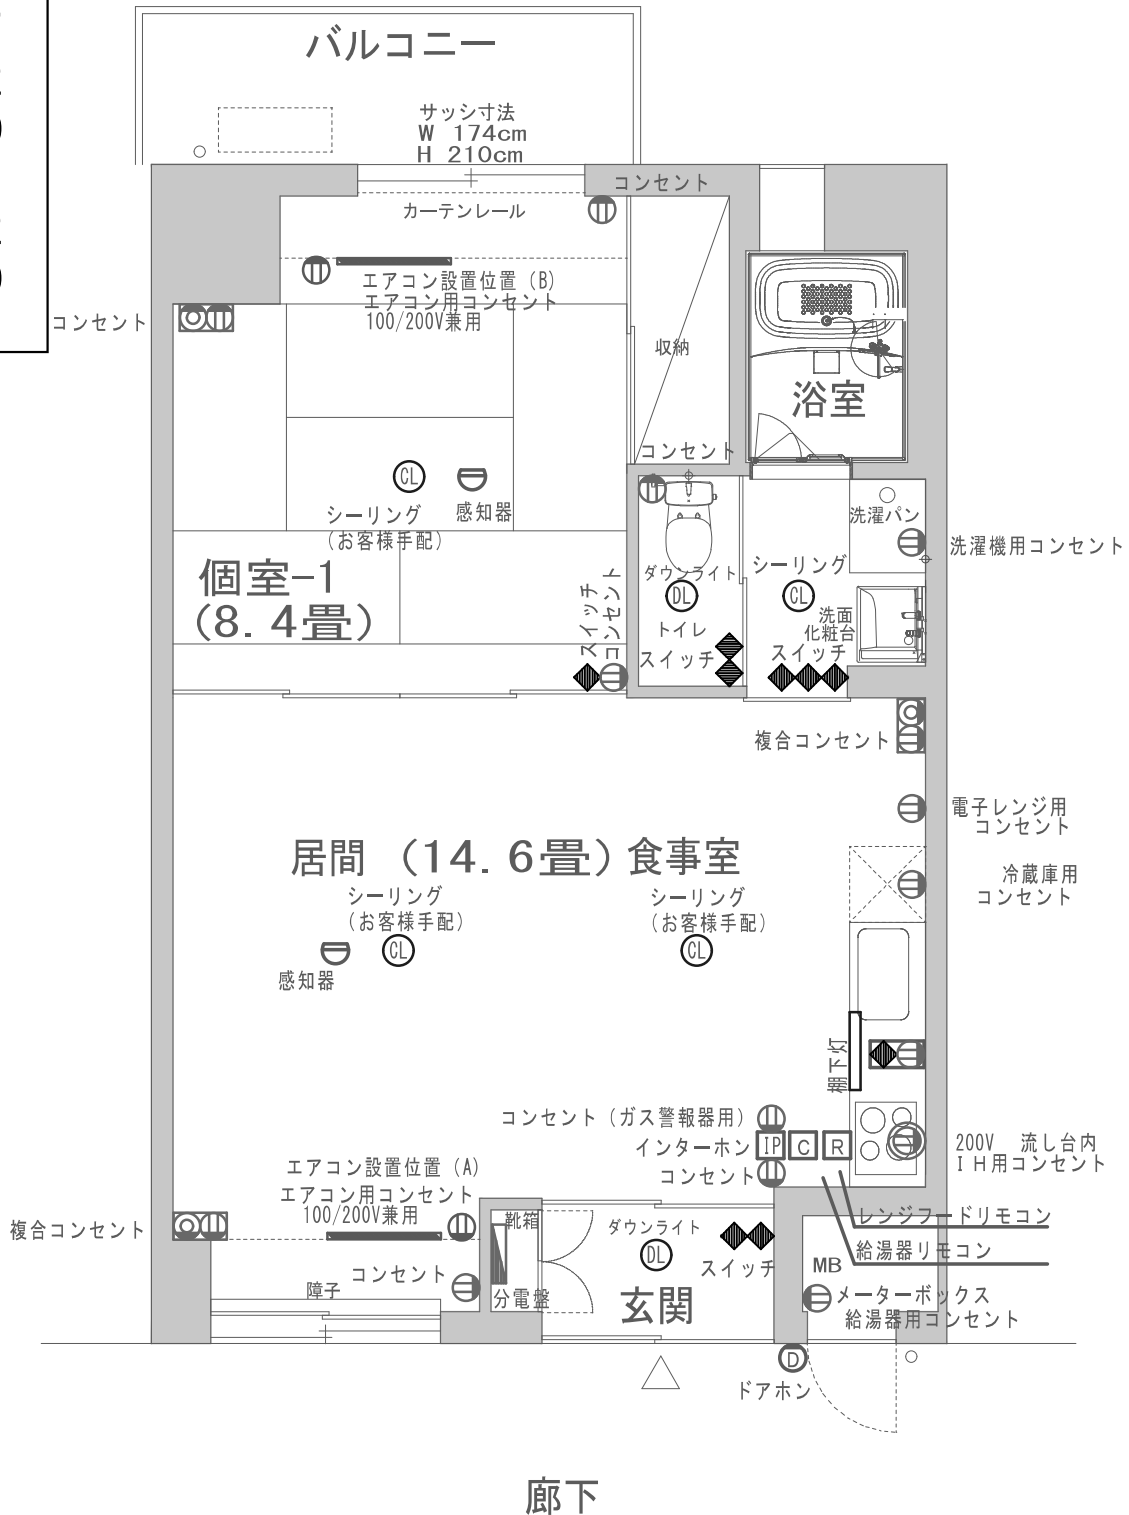 バルコニー
サッシ寸法
W 174cm
H 210cm
コンセント
カーテンレール
エアコン設置位置（B）
エアコン用コンセント
100/200V兼用
コンセント
収納
浴室
コンセント
CL
シーリング
（お客様手配）
感知器
洗濯パン
洗濯機用コンセント
個室-1
（8.4畳）
スイッチ
コンセント
ダウンライト
DL
トイレ
スイッチ
シーリング
CL
洗面
化粧台
スイッチ
複合コンセント
電子レンジ用
コンセント
居間（14.6畳）食事室
冷蔵庫用
コンセント
シーリング
（お客様手配）
CL
シーリング
（お客様手配）
CL
感知器
棚下灯
コンセント（ガス警報器用）
インターホン
IP
C
R
コンセント
200V 流し台内
IH用コンセント
エアコン設置位置（A）
エアコン用コンセント
100/200V兼用
複合コンセント
コンセント
障子
靴箱
分電盤
ダウンライト
DL
スイッチ
玄関
レンジフードリモコン
給湯器リモコン
MB
メーターボックス
給湯器用コンセント
D
ドアホン
廊下